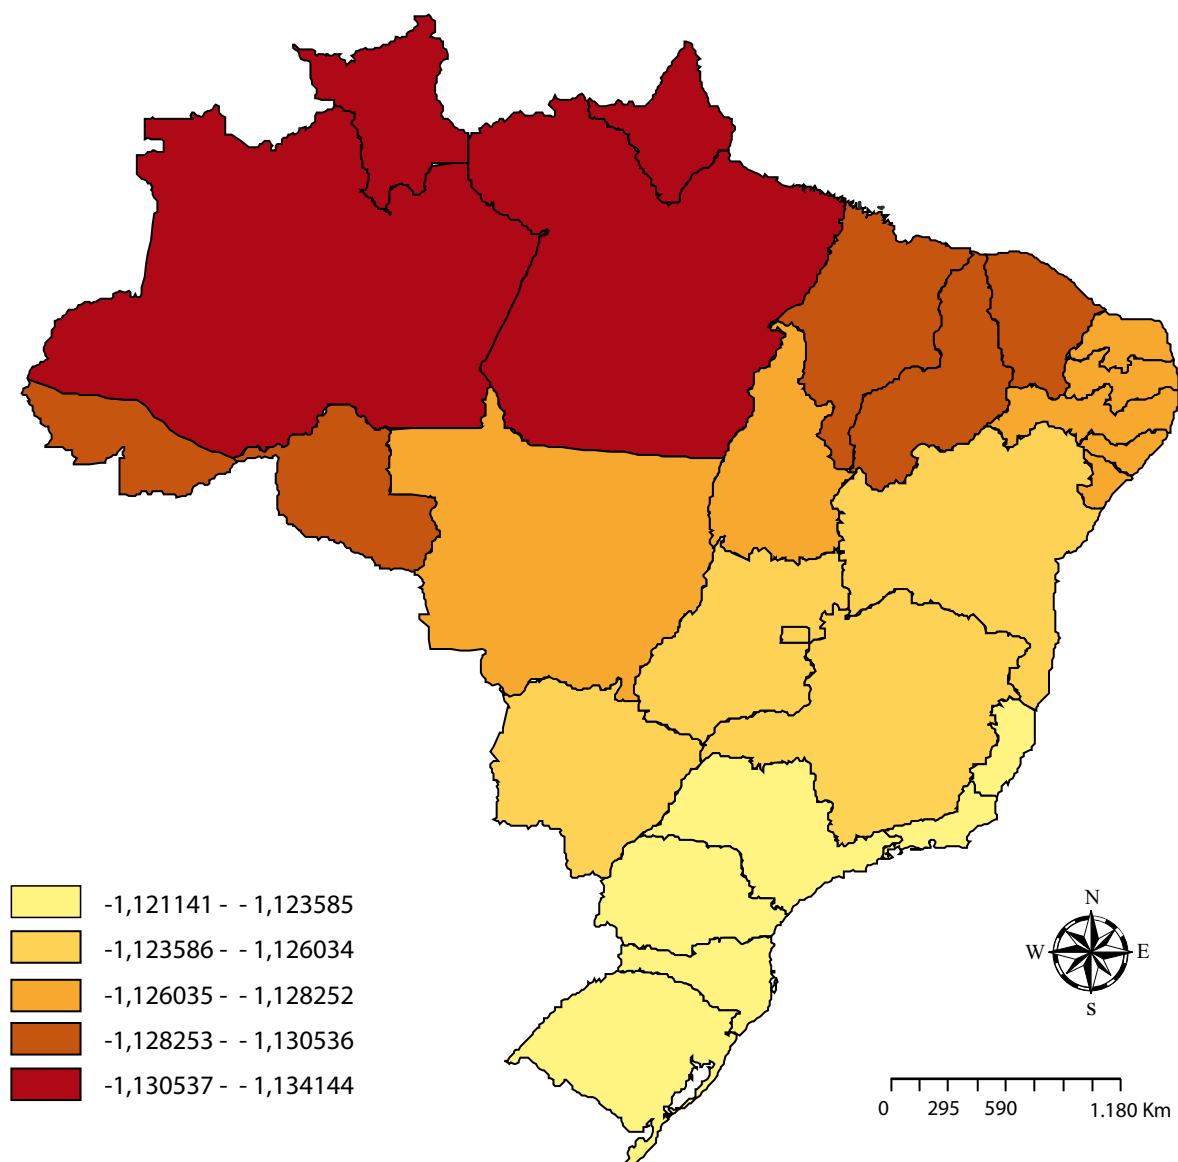 -1,121141 - - 1,123585
-1,123586 - - 1,126034
-1,126035 - - 1,128252
-1,128253 - - 1,130536
-1,130537 - - 1,134144
N
W E
S
0 295 590 1.180 Km